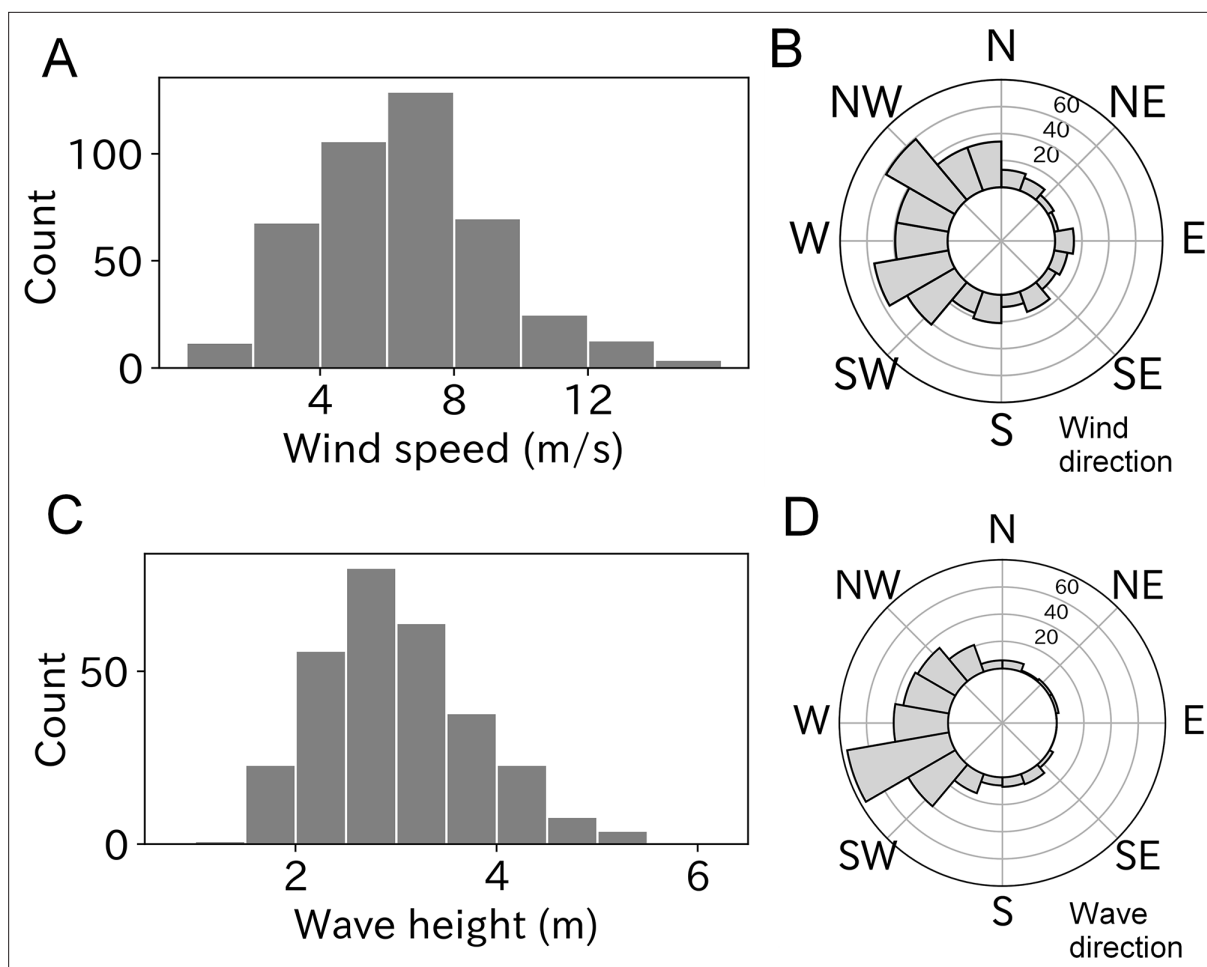 A
Count
100
50
0
4
8
12
Wind speed (m/s)
B
N
NE
E
SE
S
SW
W
NW
60
40
20
Wind
direction
C
Count
50
0
2
4
6
Wave height (m)
D
N
NE
E
SE
S
SW
W
NW
60
40
20
Wave
direction